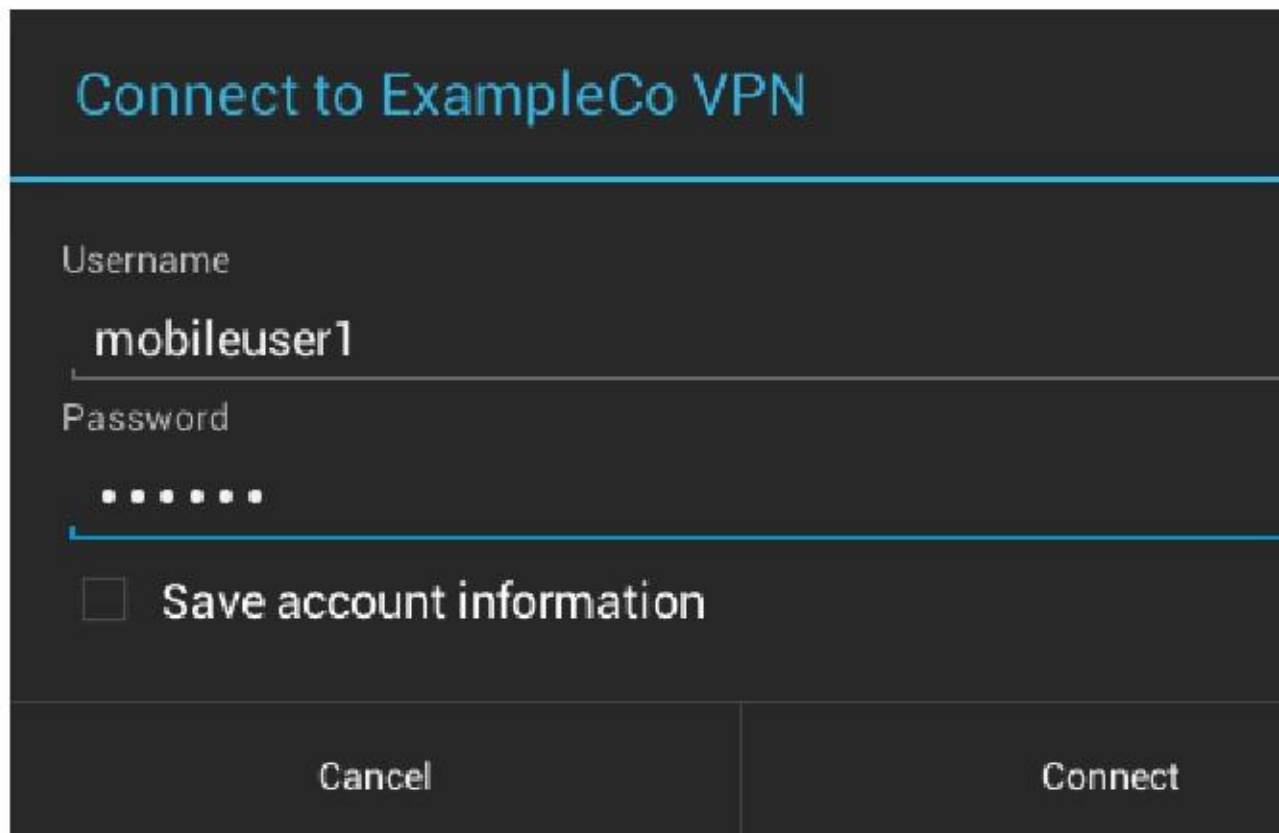 Connect to ExampleCo VPN
Username
mobileuser1
Password
••••••
Save account information
Cancel
Connect